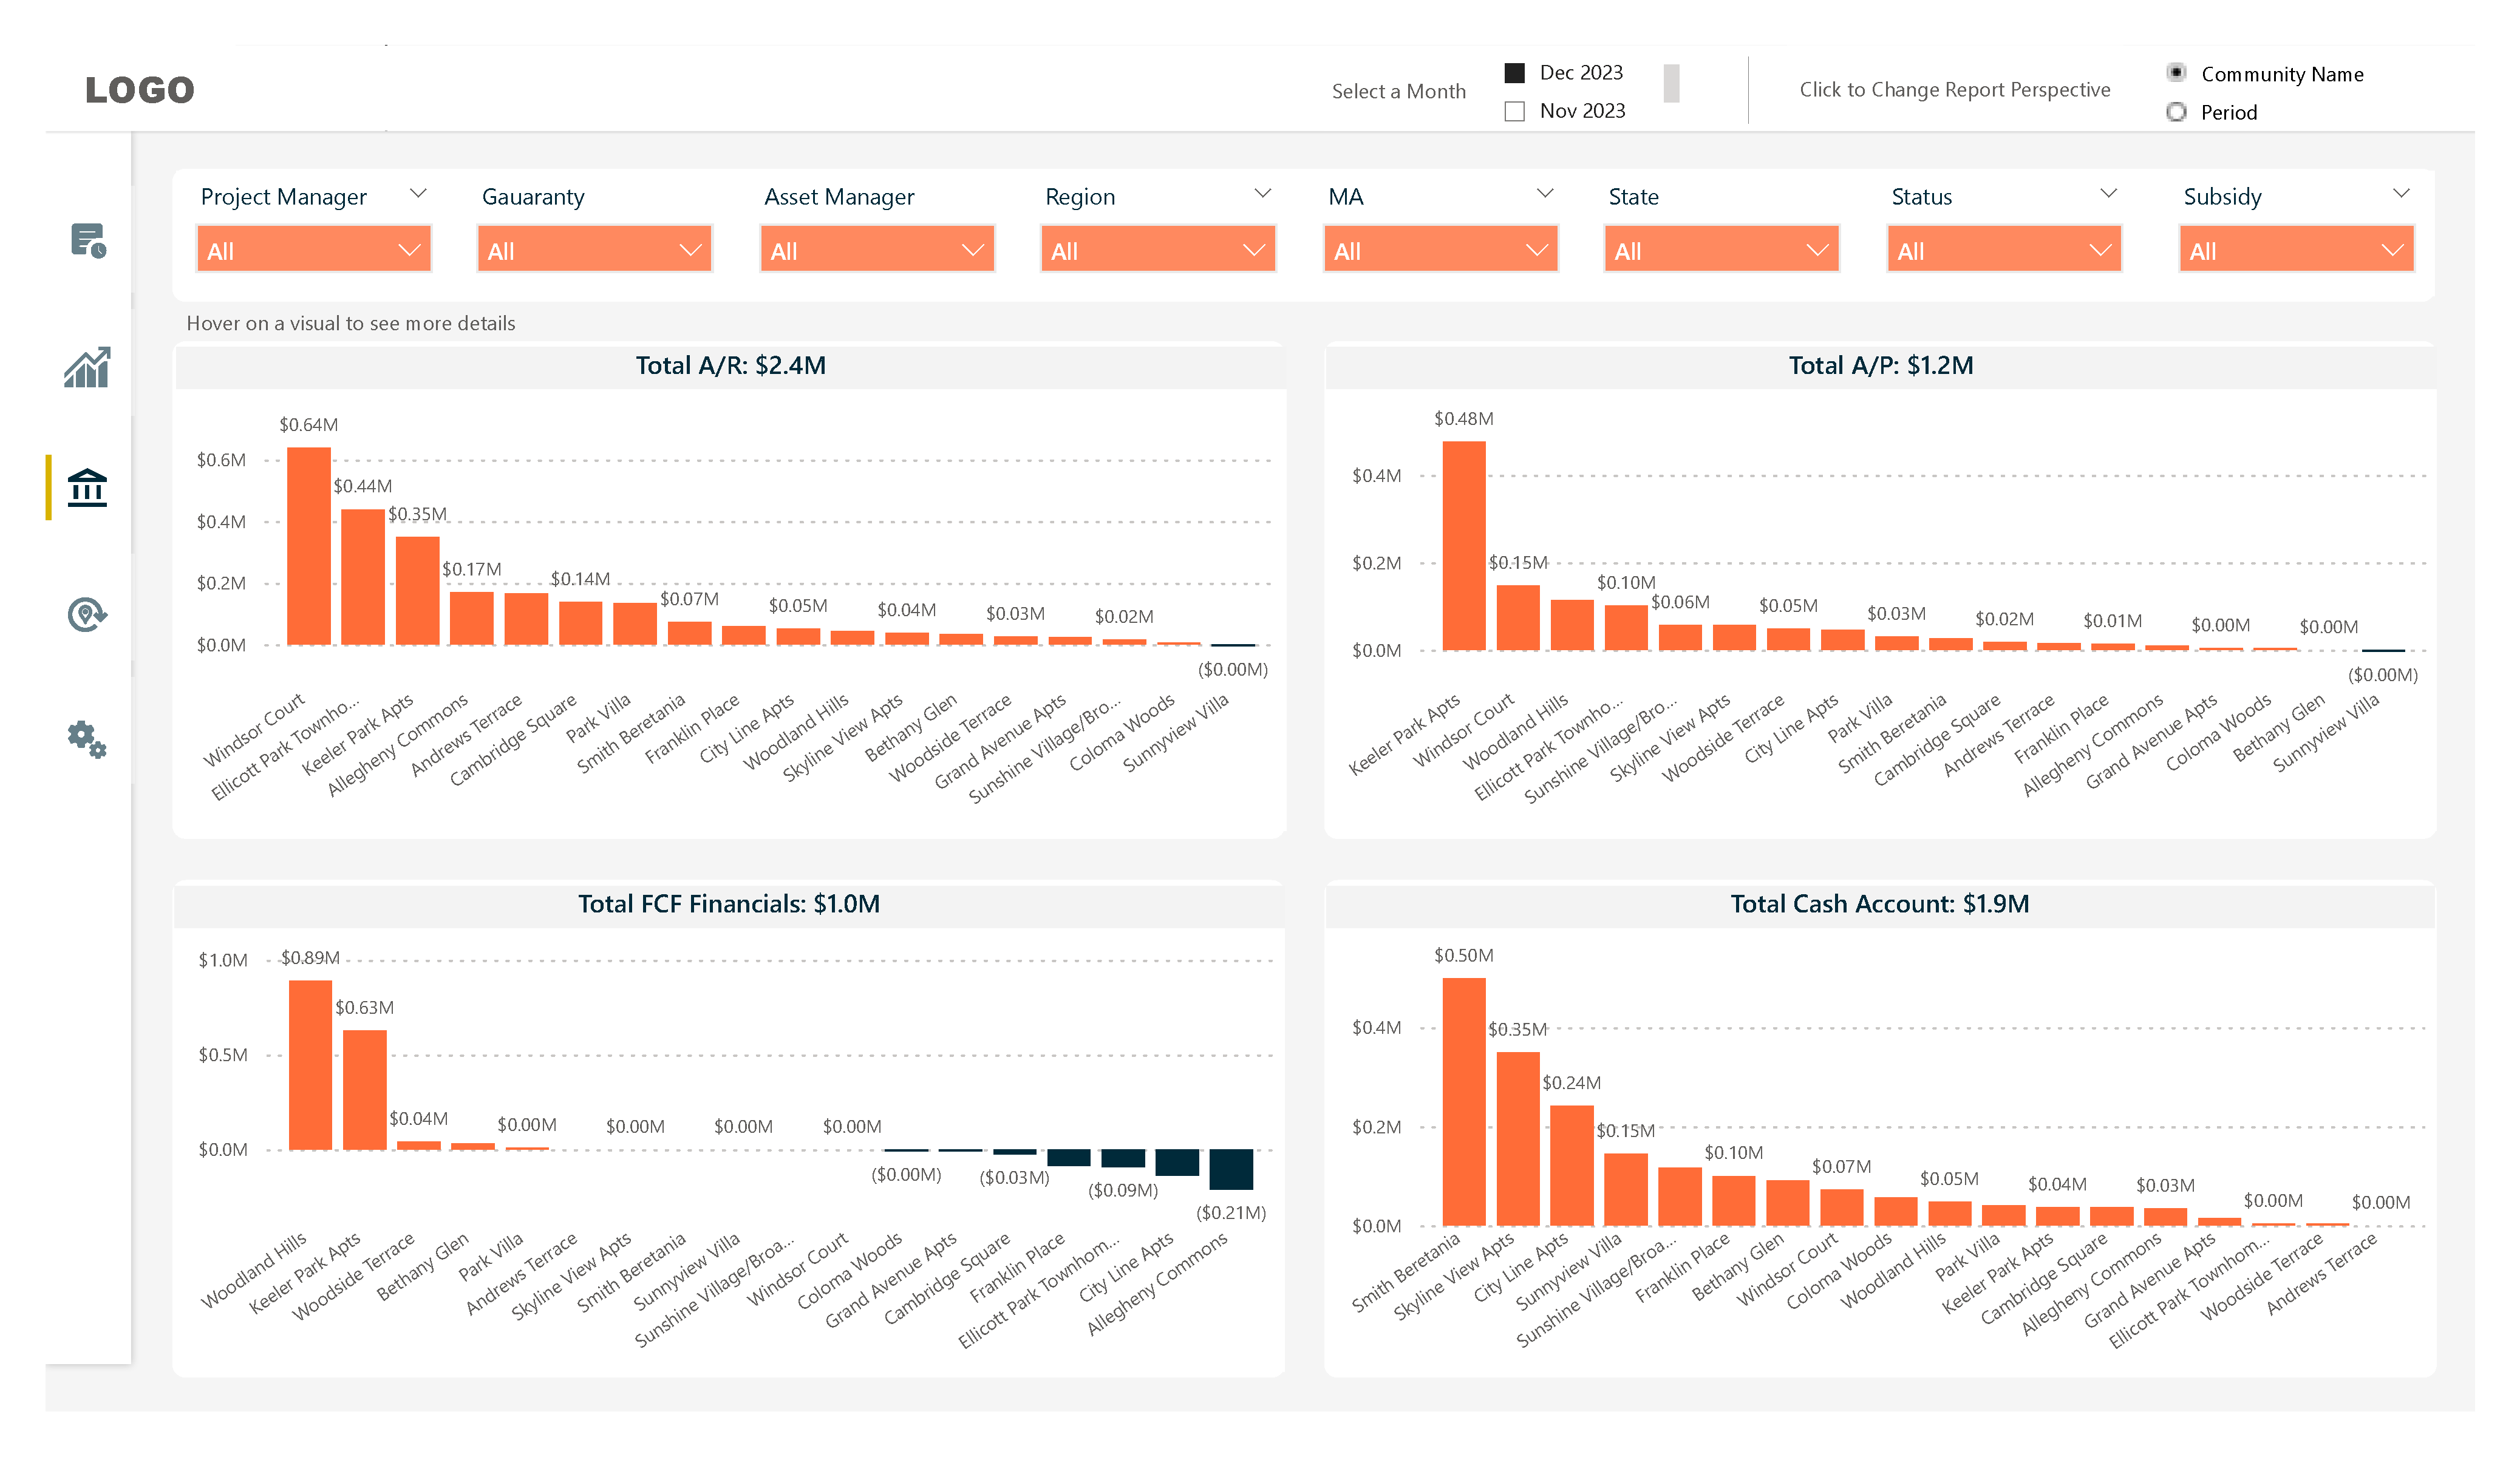 LOGO
Select a Month
Dec 2023
Nov 2023
Click to Change Report Perspective
Community Name
Period
Project Manager
Gauaranty
Asset Manager
Region
MA
State
Status
Subsidy
All
All
All
All
All
All
All
All
Hover on a visual to see more details
Total A/R: $2.4M
$0.6M
$0.4M
$0.2M
$0.0M
$0.64M
$0.44M
$0.35M
$0.17M
$0.14M
$0.07M
$0.05M
$0.04M
$0.03M
$0.02M
($0.00M)
Windsor Court
Ellicott Park Townho...
Keeler Park Apts
Allegheny Commons
Andrews Terrace
Cambridge Square
Park Villa
Smith Beretania
Franklin Place
City Line Apts
Woodland Hills
Skyline View Apts
Bethany Glen
Woodside Terrace
Grand Avenue Apts
Sunshine Village/Bro...
Coloma Woods
Sunnyview Villa
Total A/P: $1.2M
$0.4M
$0.2M
$0.0M
$0.48M
$0.15M
$0.10M
$0.06M
$0.05M
$0.03M
$0.02M
$0.01M
$0.00M
$0.00M
($0.00M)
Keeler Park Apts
Windsor Court
Woodland Hills
Ellicott Park Townho...
Sunshine Village/Bro...
Skyline View Apts
Woodside Terrace
City Line Apts
Park Villa
Smith Beretania
Cambridge Square
Andrews Terrace
Franklin Place
Allegheny Commons
Grand Avenue Apts
Coloma Woods
Bethany Glen
Sunnyview Villa
Total FCF Financials: $1.0M
$1.0M
$0.5M
$0.0M
$0.89M
$0.63M
$0.04M
$0.00M
$0.00M
$0.00M
$0.00M
($0.00M)
($0.03M)
($0.09M)
($0.21M)
Woodland Hills
Keeler Park Apts
Woodside Terrace
Bethany Glen
Park Villa
Andrews Terrace
Skyline View Apts
Smith Beretania
Sunnyview Villa
Sunshine Village/Broa...
Windsor Court
Coloma Woods
Grand Avenue Apts
Cambridge Square
Franklin Place
Ellicott Park Townhom...
City Line Apts
Allegheny Commons
Total Cash Account: $1.9M
$0.4M
$0.2M
$0.0M
$0.50M
$0.35M
$0.24M
$0.15M
$0.10M
$0.07M
$0.05M
$0.04M
$0.03M
$0.00M
$0.00M
Smith Beretania
Skyline View Apts
City Line Apts
Sunnyview Villa
Sunshine Village/Broa...
Franklin Place
Bethany Glen
Windsor Court
Coloma Woods
Woodland Hills
Park Villa
Keeler Park Apts
Cambridge Square
Allegheny Commons
Grand Avenue Apts
Ellicott Park Townhom...
Woodside Terrace
Andrews Terrace